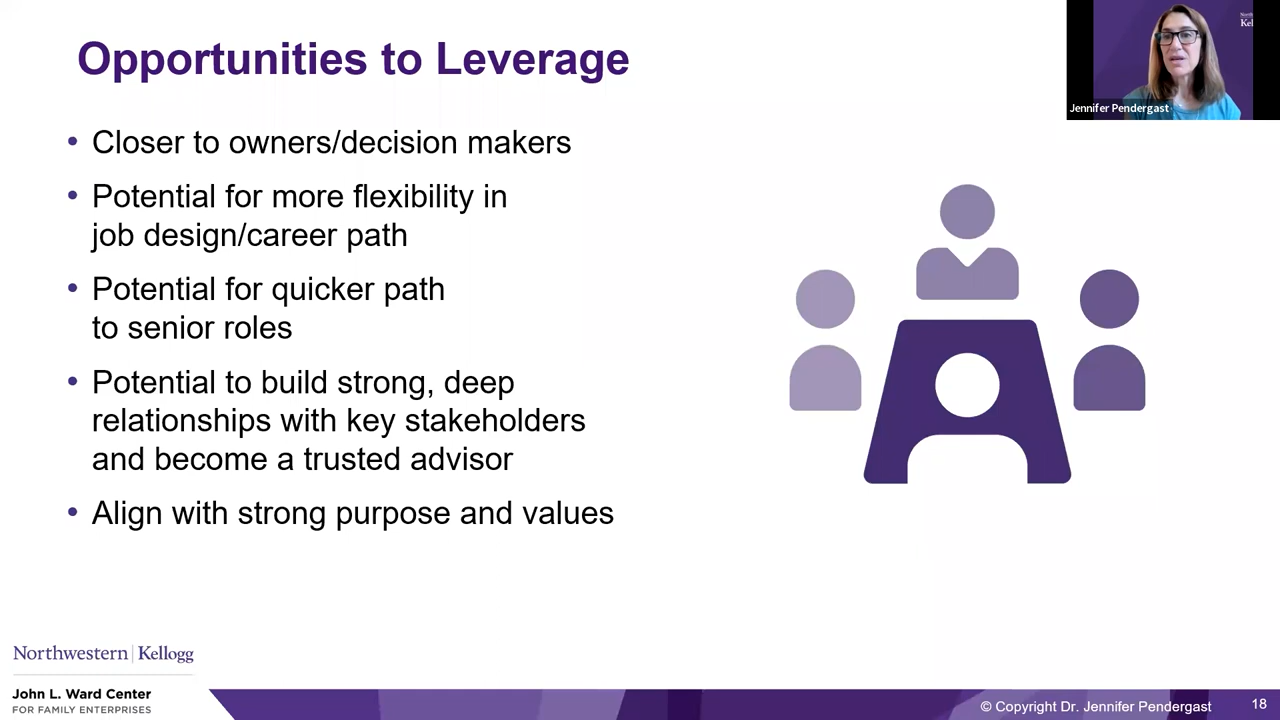 Opportunities to Leverage
• Closer to owners/decision makers
• Potential for more flexibility in
job design/career path
• Potential for quicker path
to senior roles
• Potential to build strong, deep
relationships with key stakeholders
and become a trusted advisor
• Align with strong purpose and values
Jennifer Pendergast
Northwestern | Kellogg
John L. Ward Center
FOR FAMILY ENTERPRISES
© Copyright Dr. Jennifer Pendergast
18